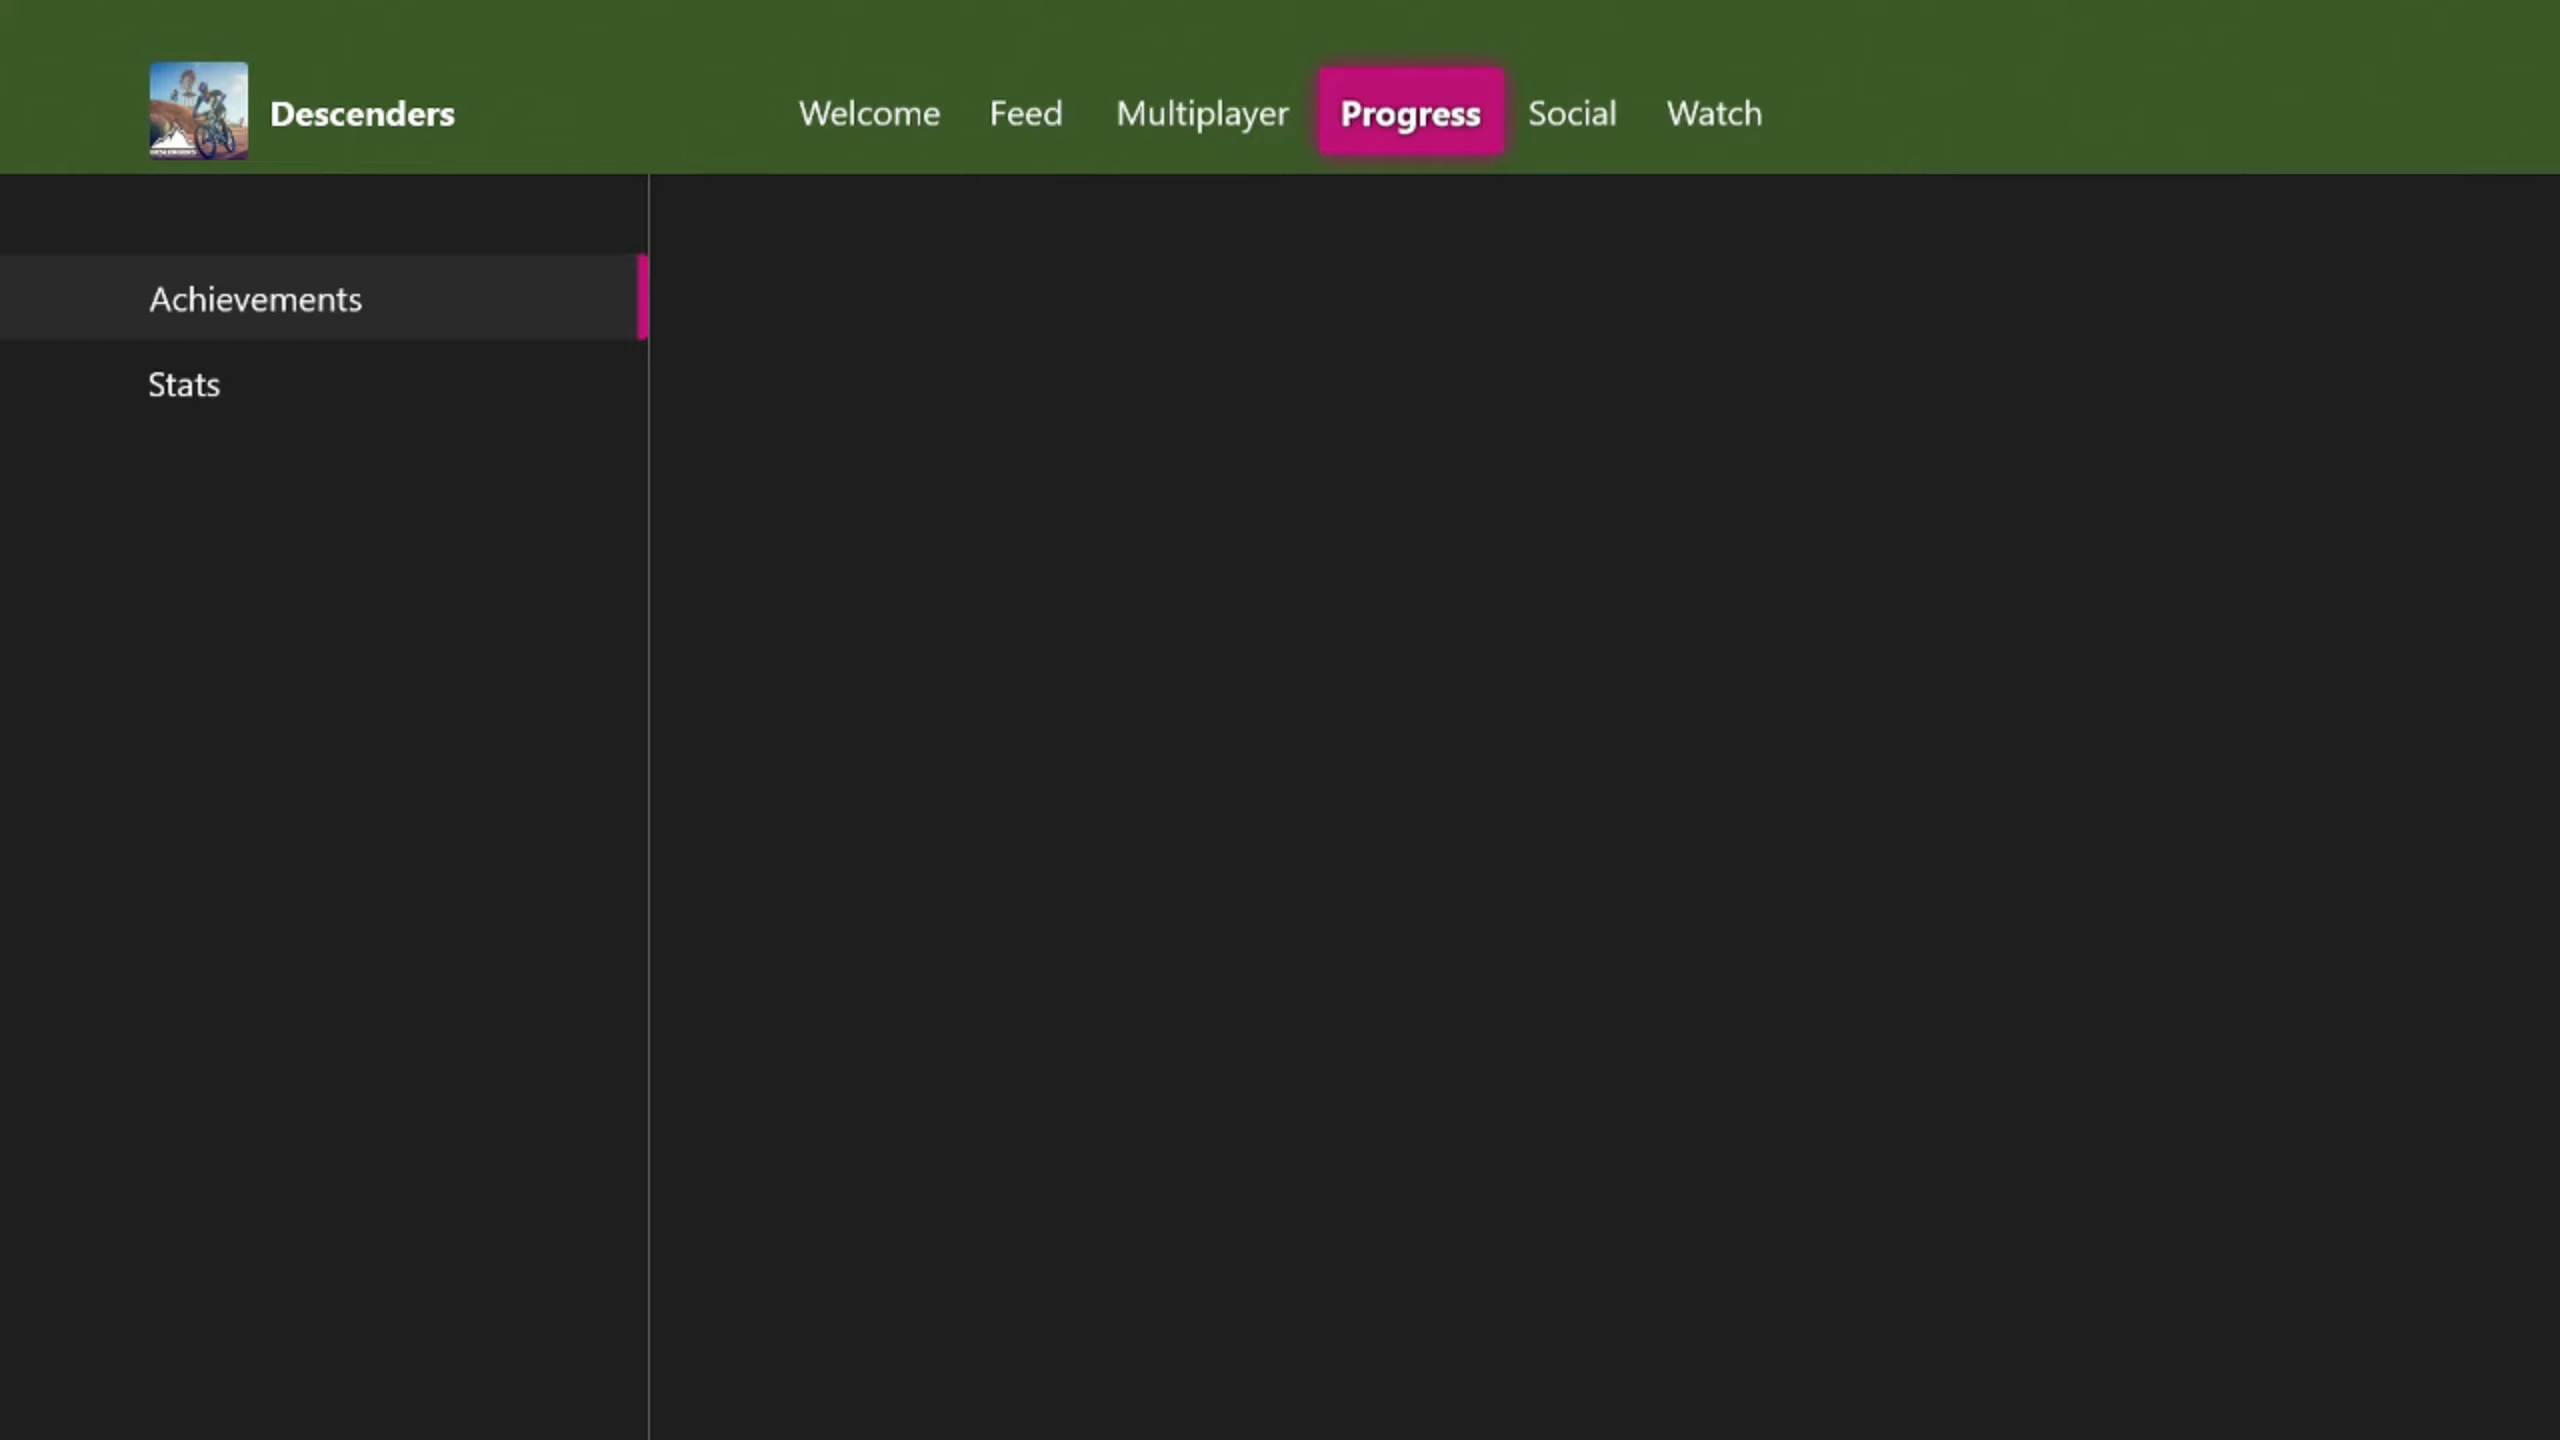 Descenders
Welcome Feed Multiplayer Progress Social Watch
Achievements
Stats